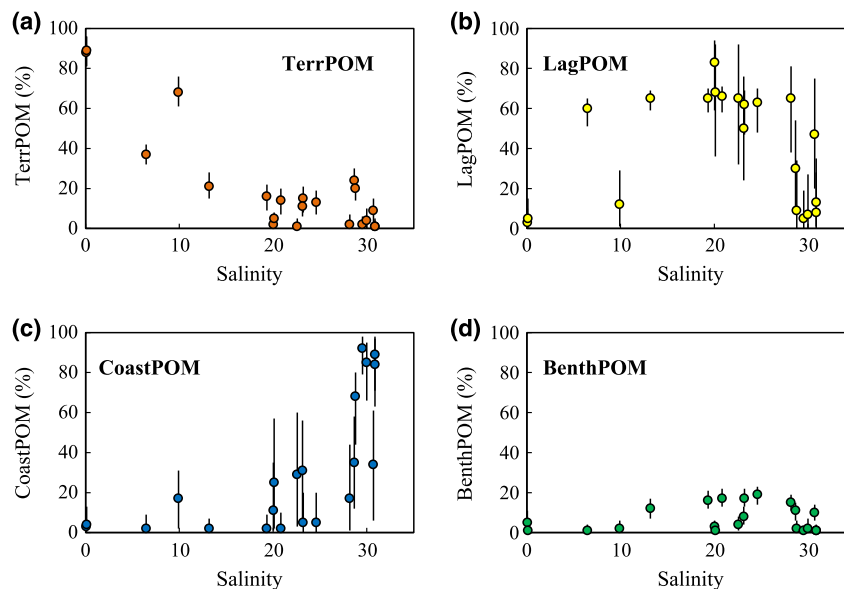 (a)
100
80
60
40
20
0
TerrPOM (%)
TerrPOM
0 10 20 30
Salinity
(b)
100
80
60
40
20
0
LagPOM (%)
LagPOM
0 10 20 30
Salinity
(c)
100
80
60
40
20
0
CoastPOM (%)
CoastPOM
0 10 20 30
Salinity
(d)
100
80
60
40
20
0
BenthPOM (%)
BenthPOM
0 10 20 30
Salinity